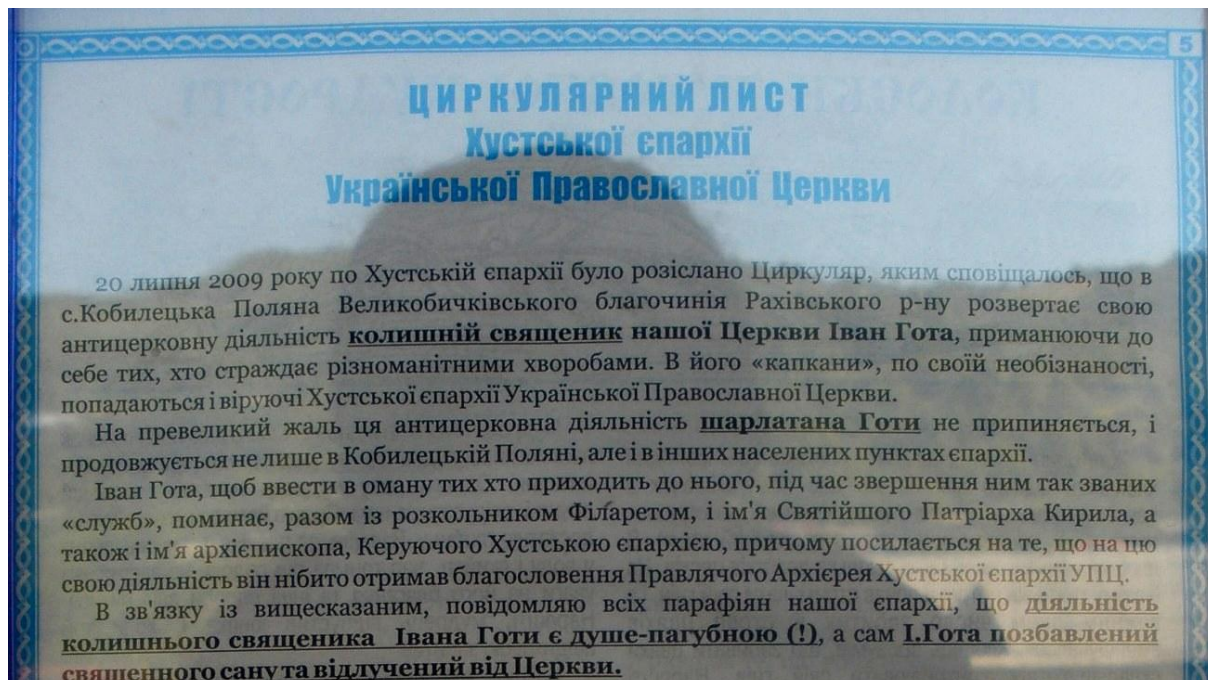 5
ЦИРКУЛЯРНИЙ ЛИСТ
Хустської єпархії
Української Православної Церкви
20 липня 2009 року по Хустській єпархії було розіслано Циркуляр, яким сповіщалось, що в
с.Кобилецька Поляна Великобичківського благочинія Рахівського р-ну розвертає свою
антицерковну діяльність колишній священик нашої Церкви Іван Гота, приманюючи до
себе тих, хто страждає різноманітними хворобами. В його «капкани», по своїй необізнаності,
попадаються і віруючі Хустської єпархії Української Православної Церкви.
На превеликий жаль ця антицерковна діяльність шарлатана Готи не припиняється, і
продовжується не лише в Кобилецькій Поляні, але і в інших населених пунктах єпархії.
Іван Гота, щоб ввести в оману тих хто приходить до нього, під час звершення ним так званих
«служб», поминає, разом із розкольником Філаретом, і ім'я Святійшого Патріарха Кирила, а
також і ім'я архієпископа, Керуючого Хустською єпархією, причому посилається на те, що на цю
свою діяльність він нібито отримав благословення Правлячого Архієрея Хустської єпархії УПЦ.
В зв'язку із вищесказаним, повідомляю всіх парафіян нашої єпархії, що діяльність
колишнього священика Івана Готи є душе-пагубною (!), а сам І.Гота позбавлений
священного сану та відлучений від Церкви.